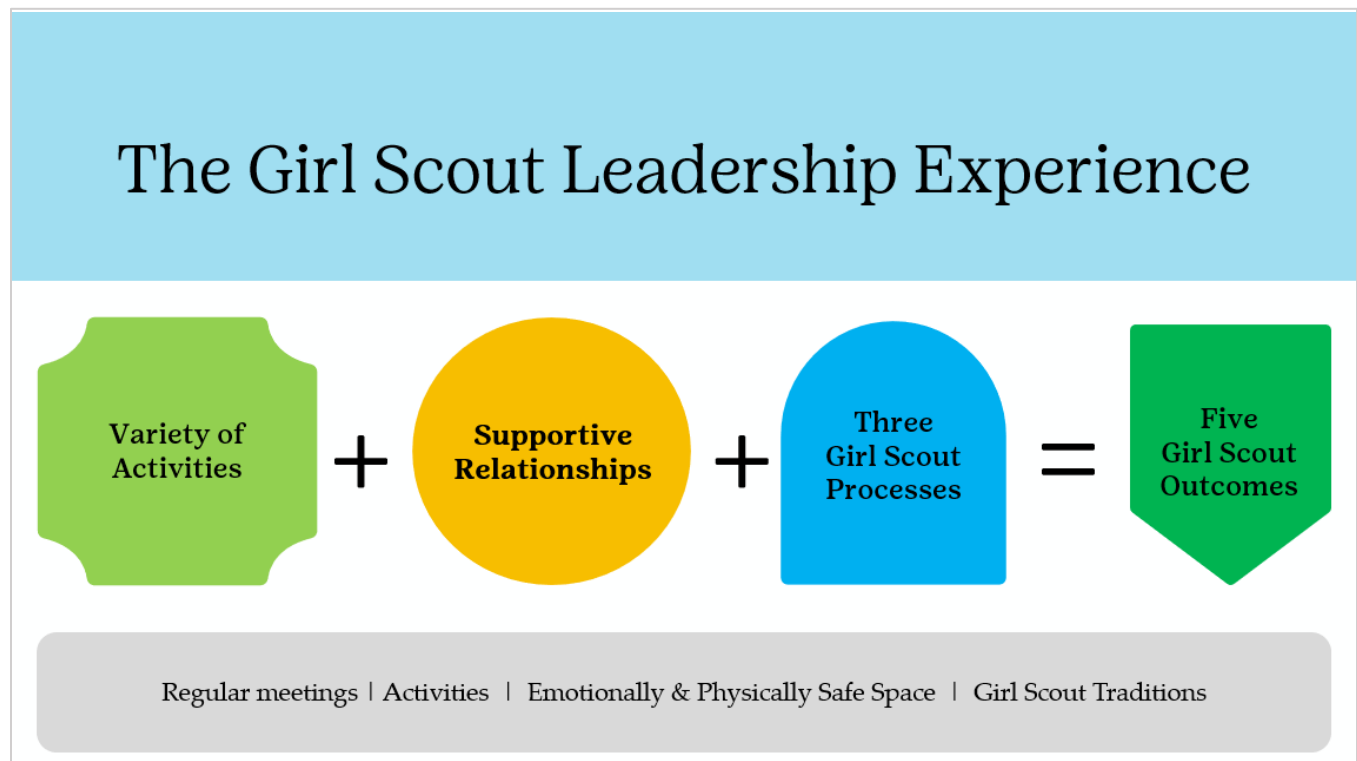 The Girl Scout Leadership Experience
Variety of
Activities
+
Supportive
Relationships
+
Three
Girl Scout
Processes
=
Five
Girl Scout
Outcomes
Regular meetings | Activities | Emotionally & Physically Safe Space | Girl Scout Traditions